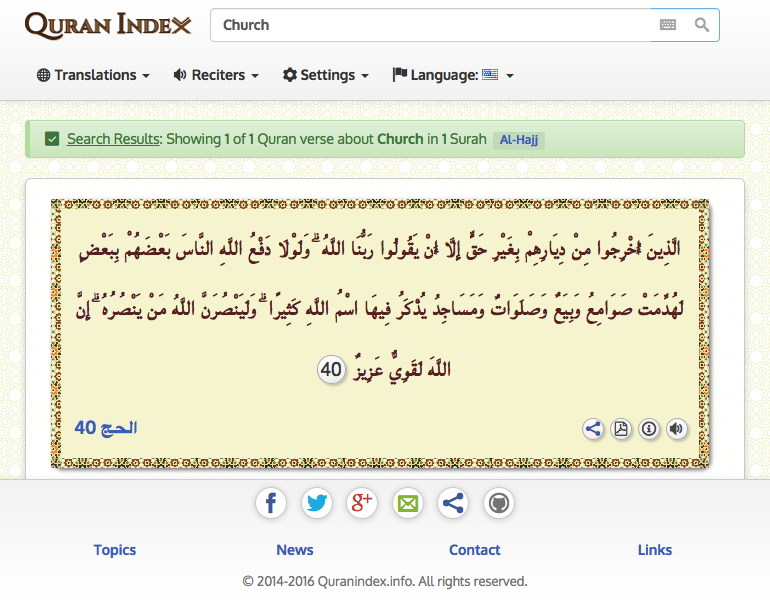 QURAN INDEX
Church
Translations
Reciters
Settings
Language:
Search Results: Showing 1 of 1 Quran verse about Church in 1 Surah Al-Hajj
الَّذِينَ أُخْرِجُوا مِنْ دِيَارِهِمْ بِغَيْرِ حَقٍّ إِلَّا أَنْ يَقُولُوا رَبُّنَا اللَّهُ ۗ وَلَوْلَا دَفْعُ اللَّهِ النَّاسَ بَعْضَهُمْ بِبَعْضٍ
لَهُدِّمَتْ صَوَامِعُ وَبِيَعٌ وَصَلَوَاتٌ وَمَسَاجِدُ يُذْكَرُ فِيهَا اسْمُ اللَّهِ كَثِيرًا ۗ وَلَيَنْصُرَنَّ اللَّهُ مَنْ يَنْصُرُهُ ۗ إِنَّ
اللَّهَ لَقَوِيٌّ عَزِيزٌ 40
الحج 40
Topics
News
Contact
Links
© 2014-2016 Quranindex.info. All rights reserved.